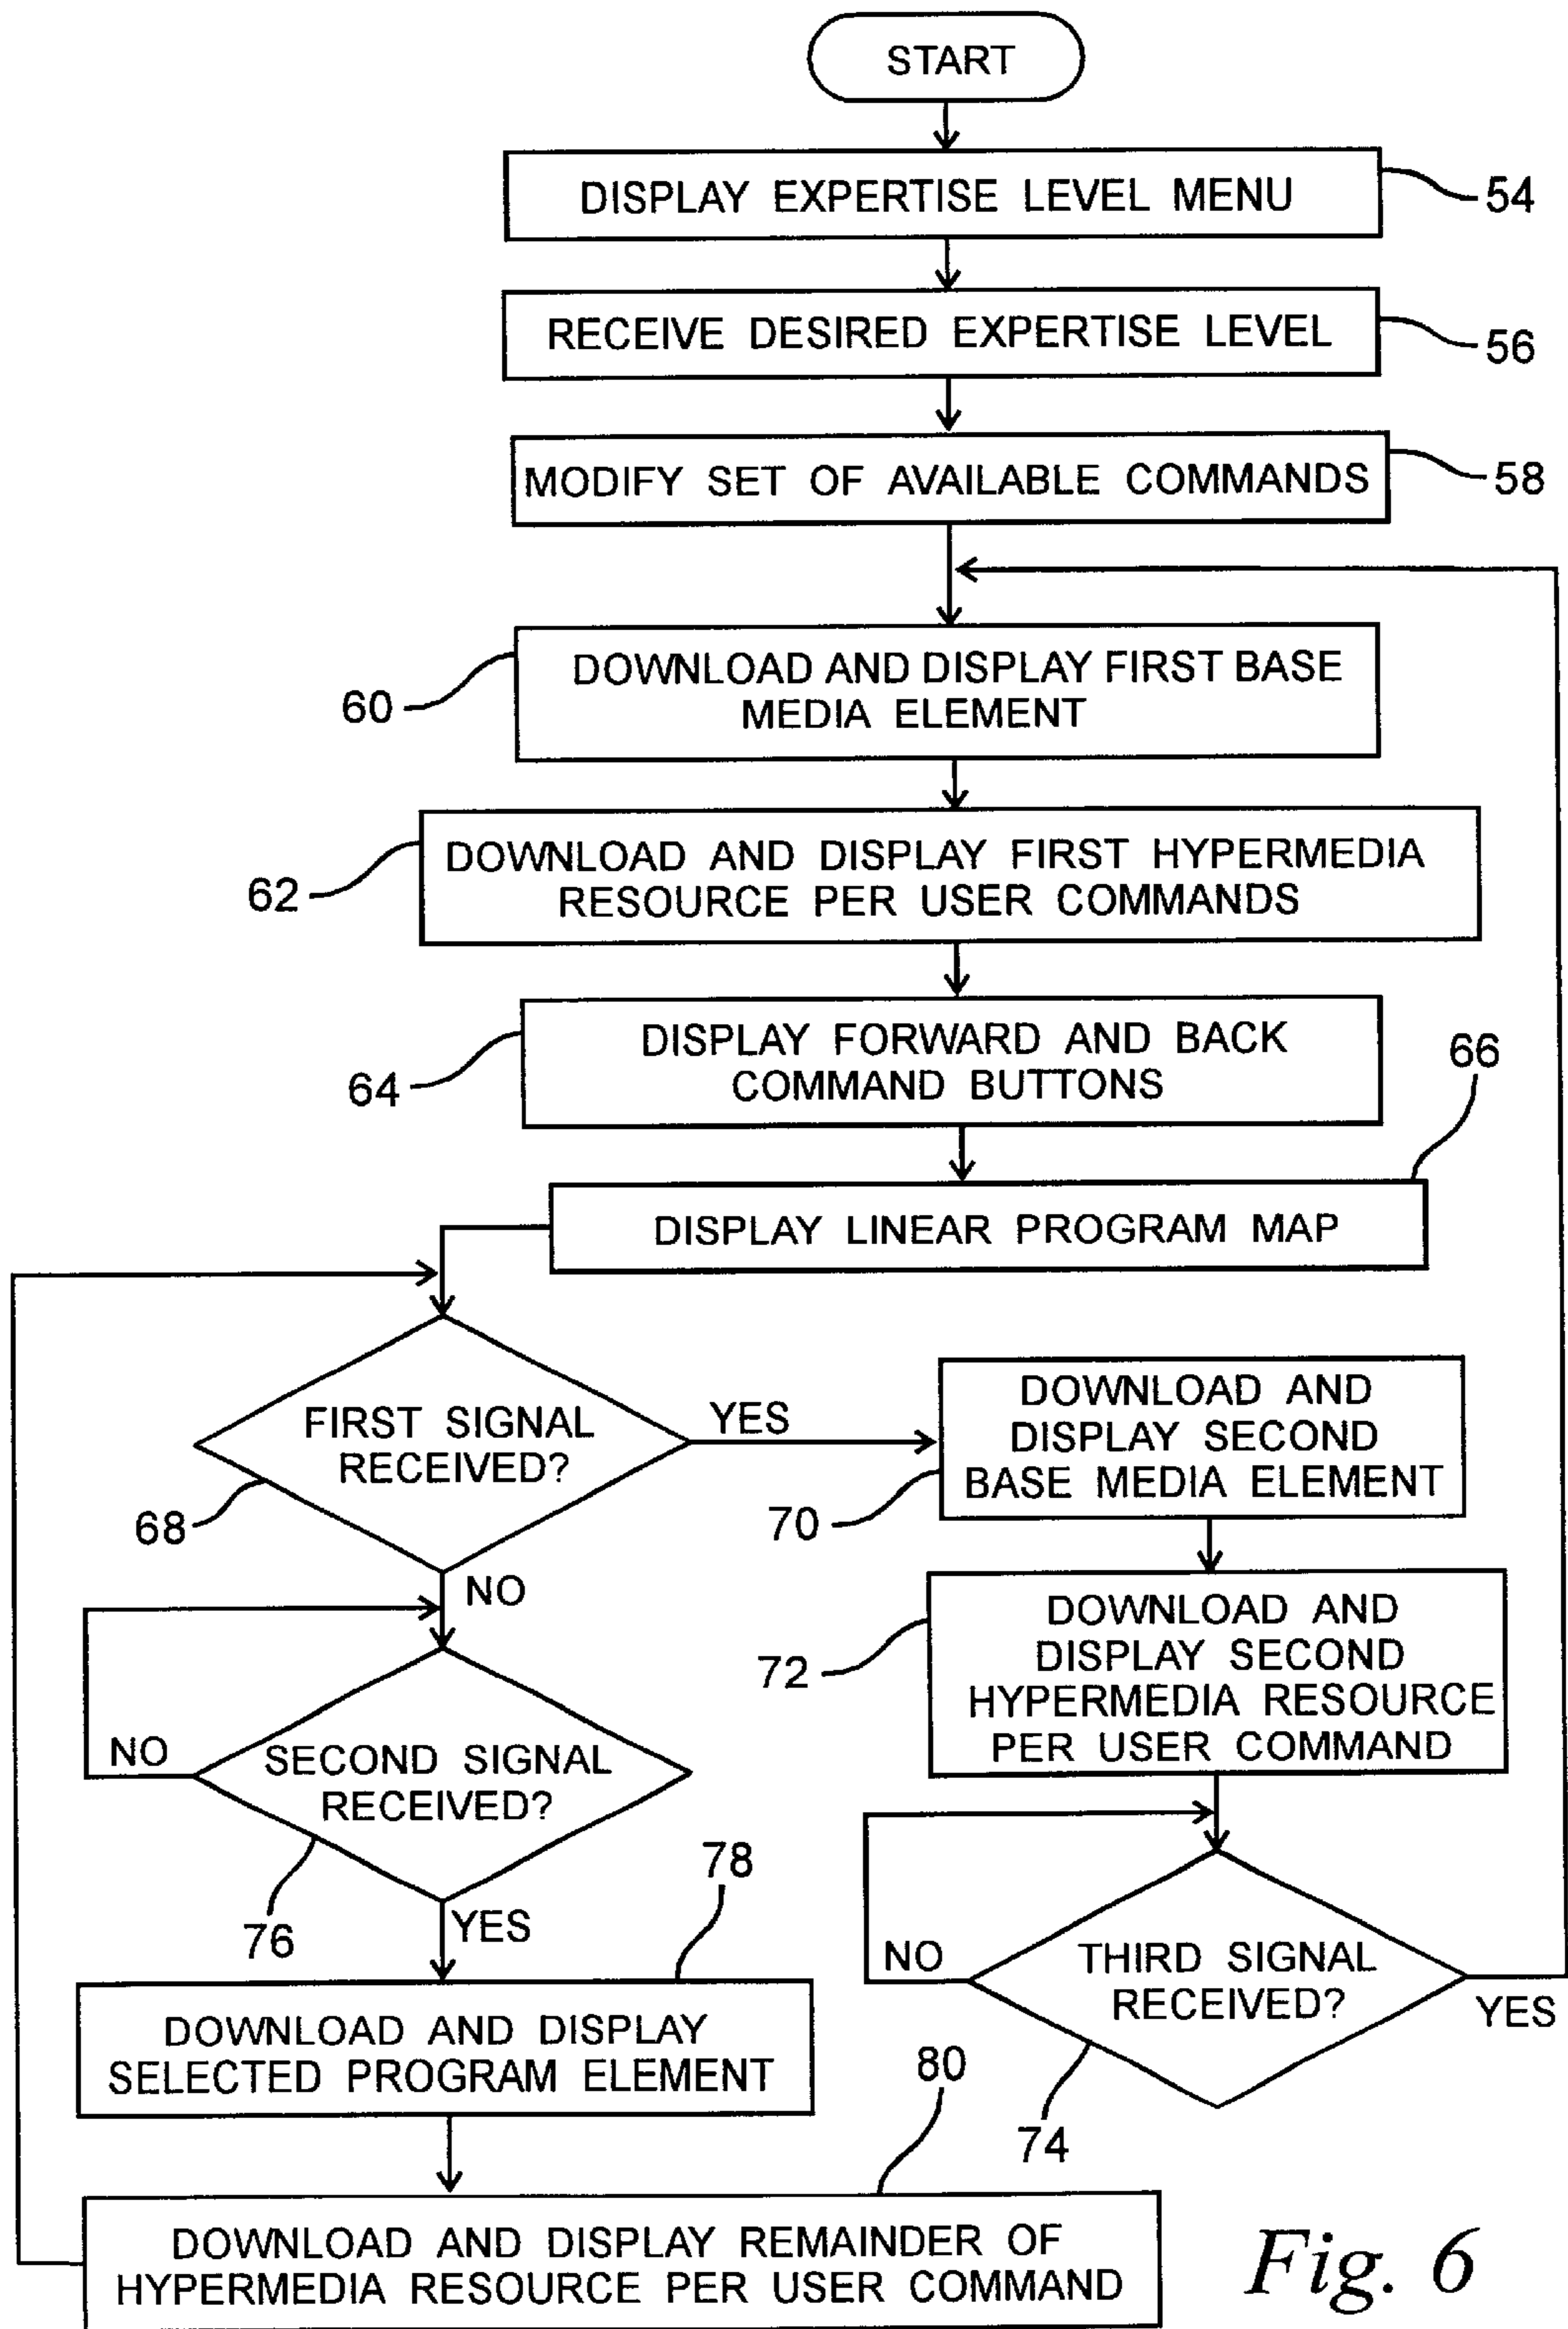 START
DISPLAY EXPERTISE LEVEL MENU
54
RECEIVE DESIRED EXPERTISE LEVEL
56
MODIFY SET OF AVAILABLE COMMANDS
58
DOWNLOAD AND DISPLAY FIRST BASE
MEDIA ELEMENT
60
DOWNLOAD AND DISPLAY FIRST HYPERMEDIA
RESOURCE PER USER COMMANDS
62
DISPLAY FORWARD AND BACK
COMMAND BUTTONS
64
66
DISPLAY LINEAR PROGRAM MAP
FIRST SIGNAL
RECEIVED?
68
YES
NO
DOWNLOAD AND
DISPLAY SECOND
BASE MEDIA ELEMENT
70
DOWNLOAD AND
DISPLAY SECOND
HYPERMEDIA RESOURCE
PER USER COMMAND
72
NO
SECOND SIGNAL
RECEIVED?
76
YES
78
NO
THIRD SIGNAL
RECEIVED?
YES
74
DOWNLOAD AND DISPLAY
SELECTED PROGRAM ELEMENT
80
DOWNLOAD AND DISPLAY REMAINDER OF
HYPERMEDIA RESOURCE PER USER COMMAND
Fig. 6